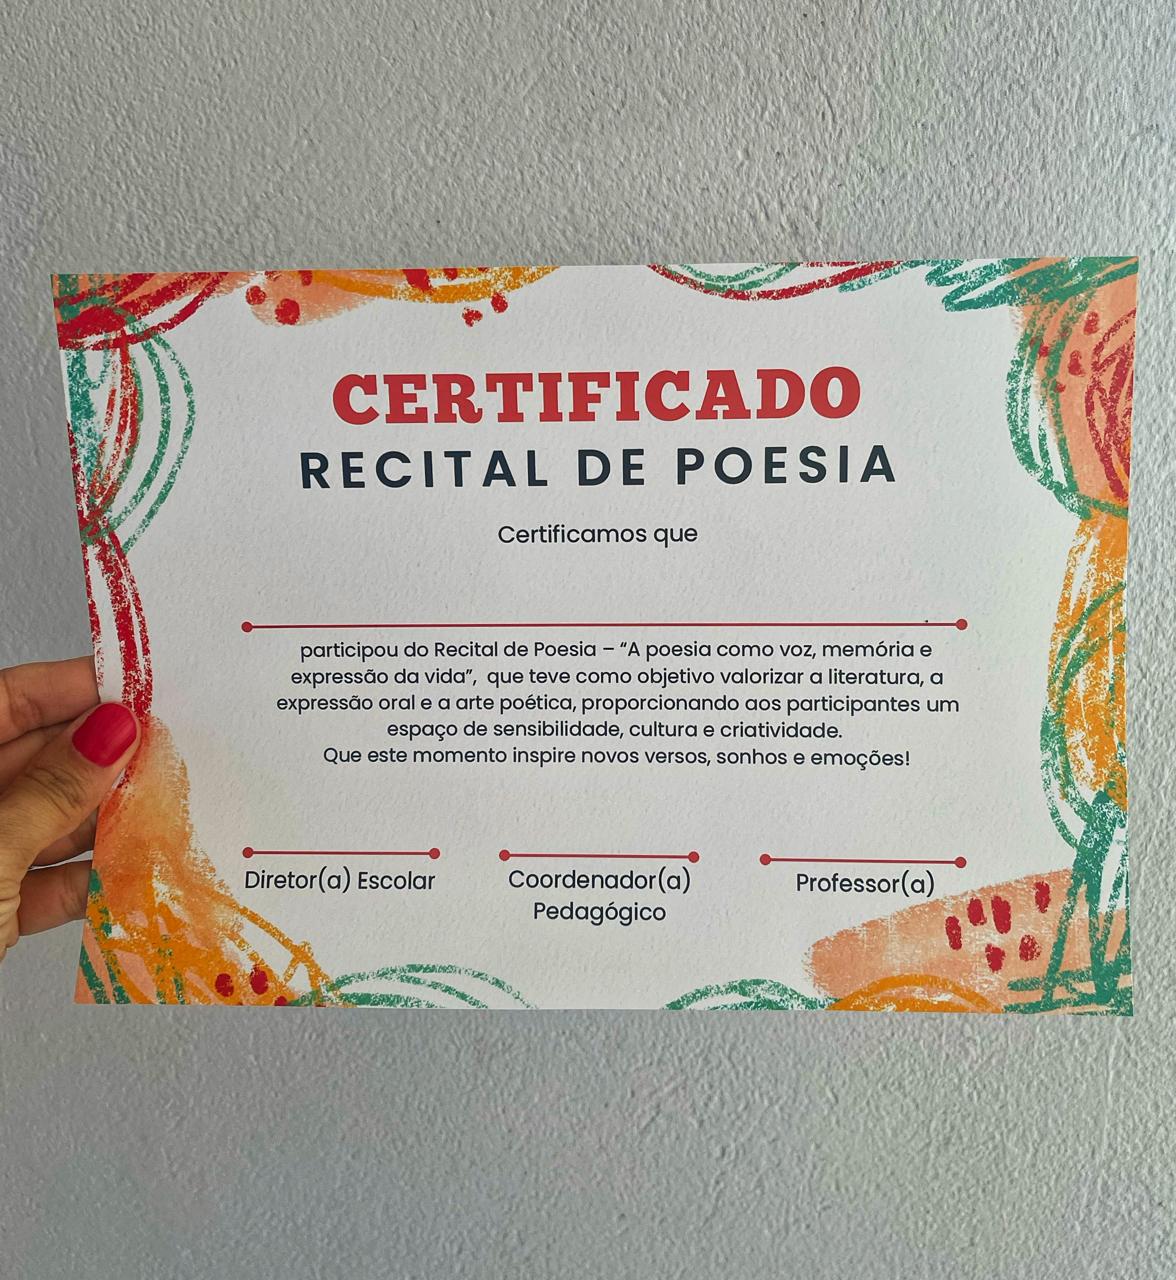 CERTIFICADO
RECITAL DE POESIA
Certificamos que
participou do Recital de Poesia – “A poesia como voz, memória e
expressão da vida”, que teve como objetivo valorizar a literatura, a
expressão oral e a arte poética, proporcionando aos participantes um
espaço de sensibilidade, cultura e criatividade.
Que este momento inspire novos versos, sonhos e emoções!
Diretor(a) Escolar
Coordenador(a)
Pedagógico
Professor(a)